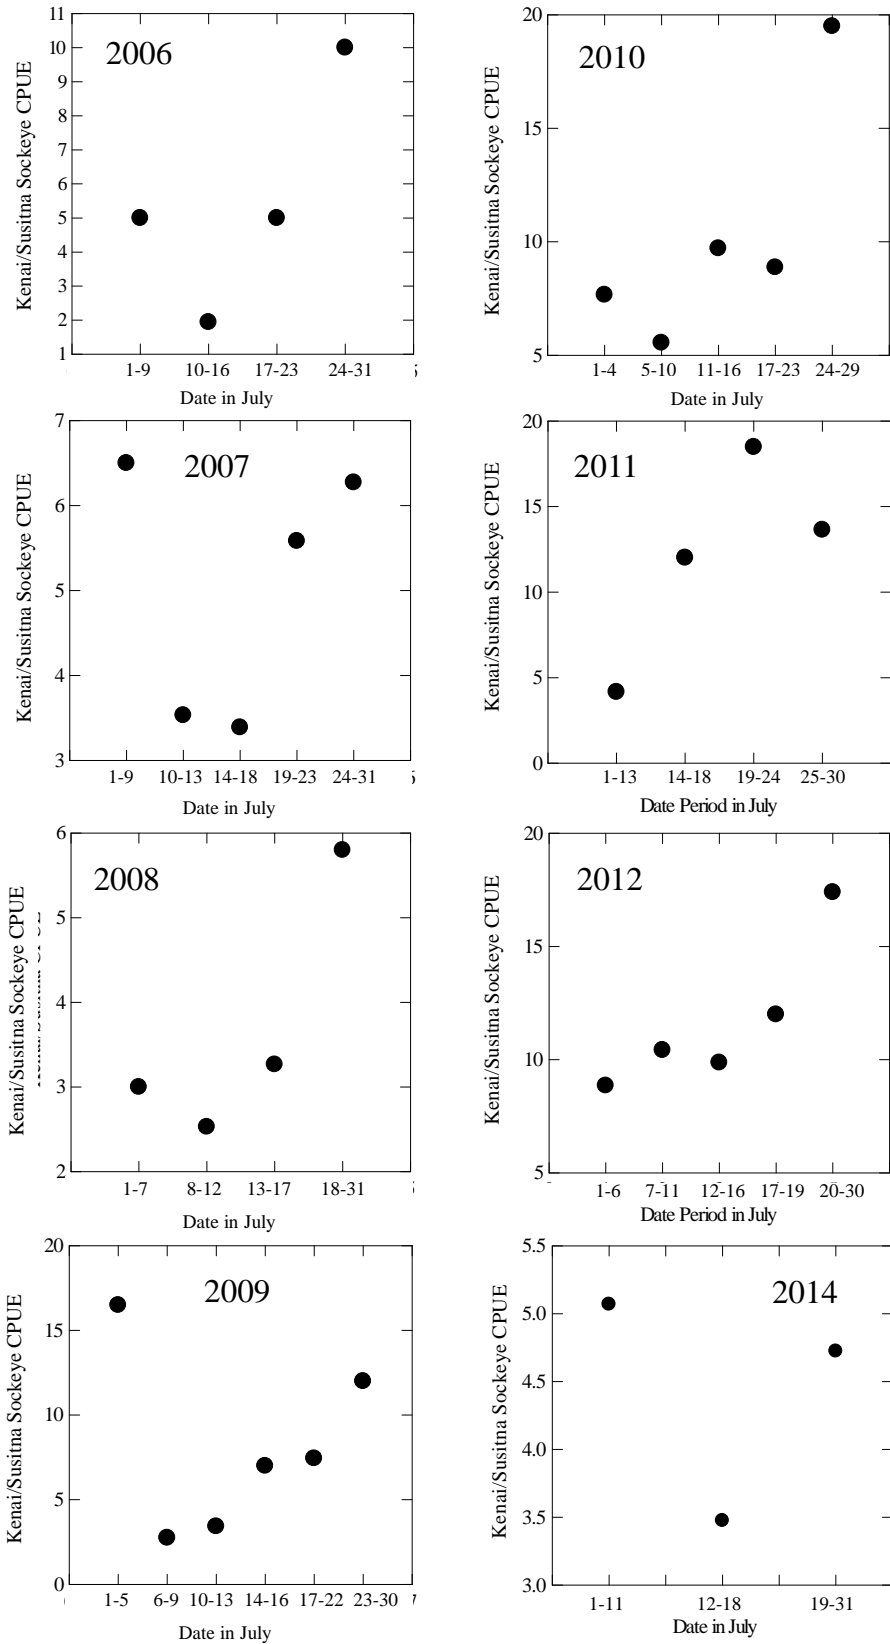 2006
Kenai/Susitna Sockeye CPUE
11
10
9
8
7
6
5
4
3
2
1
1-9 10-16 17-23 24-31
Date in July
2010
Kenai/Susitna Sockeye CPUE
20
15
10
5
1-4 5-10 11-16 17-23 24-29
Date in July
2007
Kenai/Susitna Sockeye CPUE
7
6
5
4
3
1-9 10-13 14-18 19-23 24-31
Date in July
2011
Kenai/Susitna Sockeye CPUE
20
15
10
5
0
1-13 14-18 19-24 25-30
Date Period in July
2008
Kenai/Susitna Sockeye CPUE
6
5
4
3
2
1-7 8-12 13-17 18-31
Date in July
2012
Kenai/Susitna Sockeye CPUE
20
15
10
5
1-6 7-11 12-16 17-19 20-30
Date Period in July
2009
Kenai/Susitna Sockeye CPUE
20
15
10
5
0
1-5 6-9 10-13 14-16 17-22 23-30
Date in July
2014
Kenai/Susitna Sockeye CPUE
5.5
5.0
4.5
4.0
3.5
3.0
1-11 12-18 19-31
Date in July